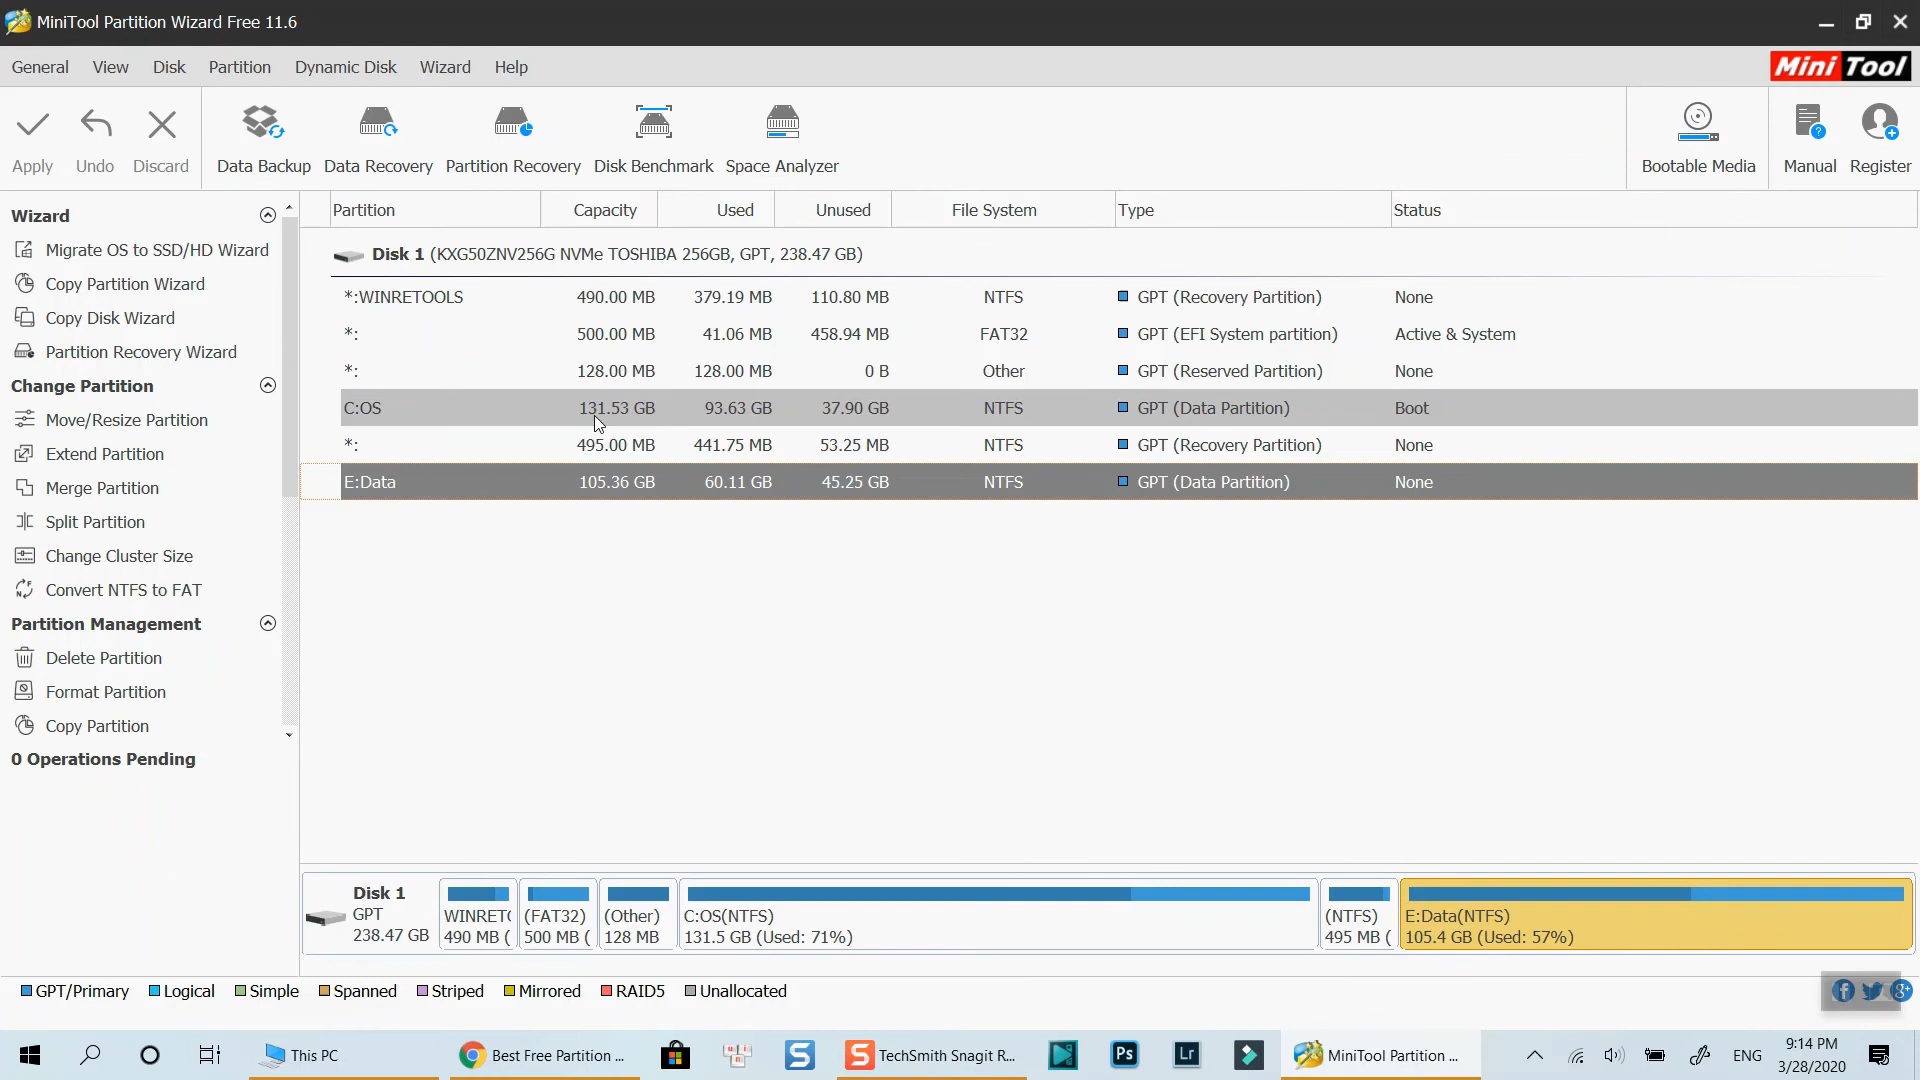 MiniTool Partition Wizard Free 11.6
General View Disk Partition Dynamic Disk Wizard Help
Mini Tool
Apply Undo Discard Data Backup Data Recovery Partition Recovery Disk Benchmark Space Analyzer Bootable Media Manual Register
Wizard
Migrate OS to SSD/HD Wizard
Copy Partition Wizard
Copy Disk Wizard
Partition Recovery Wizard
Change Partition
Move/Resize Partition
Extend Partition
Merge Partition
Split Partition
Change Cluster Size
Convert NTFS to FAT
Partition Management
Delete Partition
Format Partition
Copy Partition
0 Operations Pending
Partition Capacity Used Unused File System Type Status
Disk 1 (KXG50ZNV256G NVMe TOSHIBA 256GB, GPT, 238.47 GB)
*:WINRETOOLS 490.00 MB 379.19 MB 110.80 MB NTFS GPT (Recovery Partition) None
*: 500.00 MB 41.06 MB 458.94 MB FAT32 GPT (EFI System partition) Active & System
*: 128.00 MB 128.00 MB 0 B Other GPT (Reserved Partition) None
C:OS 131.53 GB 93.63 GB 37.90 GB NTFS GPT (Data Partition) Boot
*: 495.00 MB 441.75 MB 53.25 MB NTFS GPT (Recovery Partition) None
E:Data 105.36 GB 60.11 GB 45.25 GB NTFS GPT (Data Partition) None
Disk 1
GPT
238.47 GB
WINRET(
490 MB (
(FAT32)
500 MB (
(Other)
128 MB
C:OS(NTFS)
131.5 GB (Used: 71%)
(NTFS)
495 MB (
E:Data(NTFS)
105.4 GB (Used: 57%)
GPT/Primary Logical Simple Spanned Striped Mirrored RAID5 Unallocated
This PC
Best Free Partition ...
TechSmith Snagit R...
Ps
Lr
MiniTool Partition ...
ENG
9:14 PM
3/28/2020